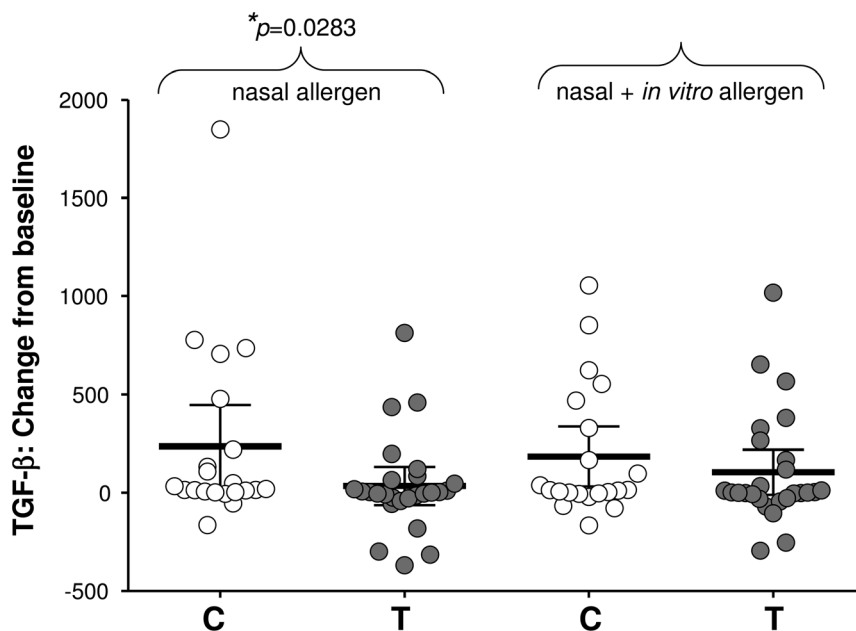 *p=0.0283
nasal allergen
nasal + in vitro allergen
TGF-β: Change from baseline
2000
1500
1000
500
0
-500
C T C T